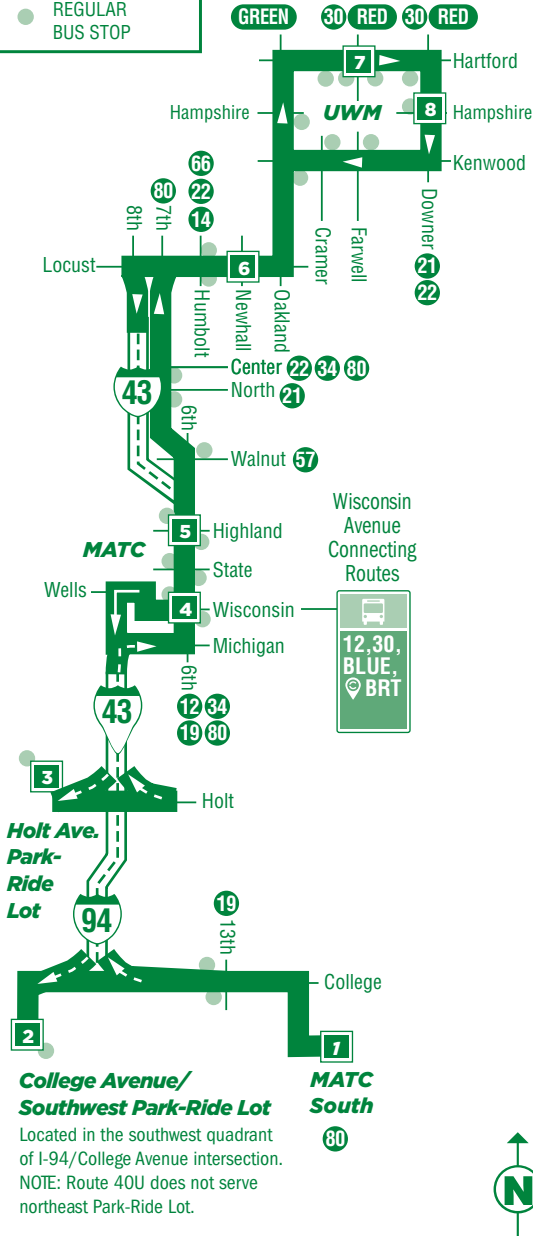 REGULAR
BUS STOP
GREEN
30 RED
30 RED
7
Hartford
Hampshire
UWM
8
Hampshire
Kenwood
66
22
14
80
8th
7th
Downer
21
22
Cramer
Farwell
Locust
6
Humbolt
Newhall
Oakland
Center 22 34 80
43
North 21
6th
Walnut 57
Wisconsin
Avenue
Connecting
Routes
5
Highland
MATC
State
Wells
4
Wisconsin
12,30,
BLUE,
BRT
Michigan
6th
12 34
19 80
43
3
Holt
Holt Ave.
Park-
Ride
Lot
94
19
13th
College
2
1
College Avenue/
Southwest Park-Ride Lot
MATC
South
80
Located in the southwest quadrant
of I-94/College Avenue intersection.
NOTE: Route 40U does not serve
northeast Park-Ride Lot.
N